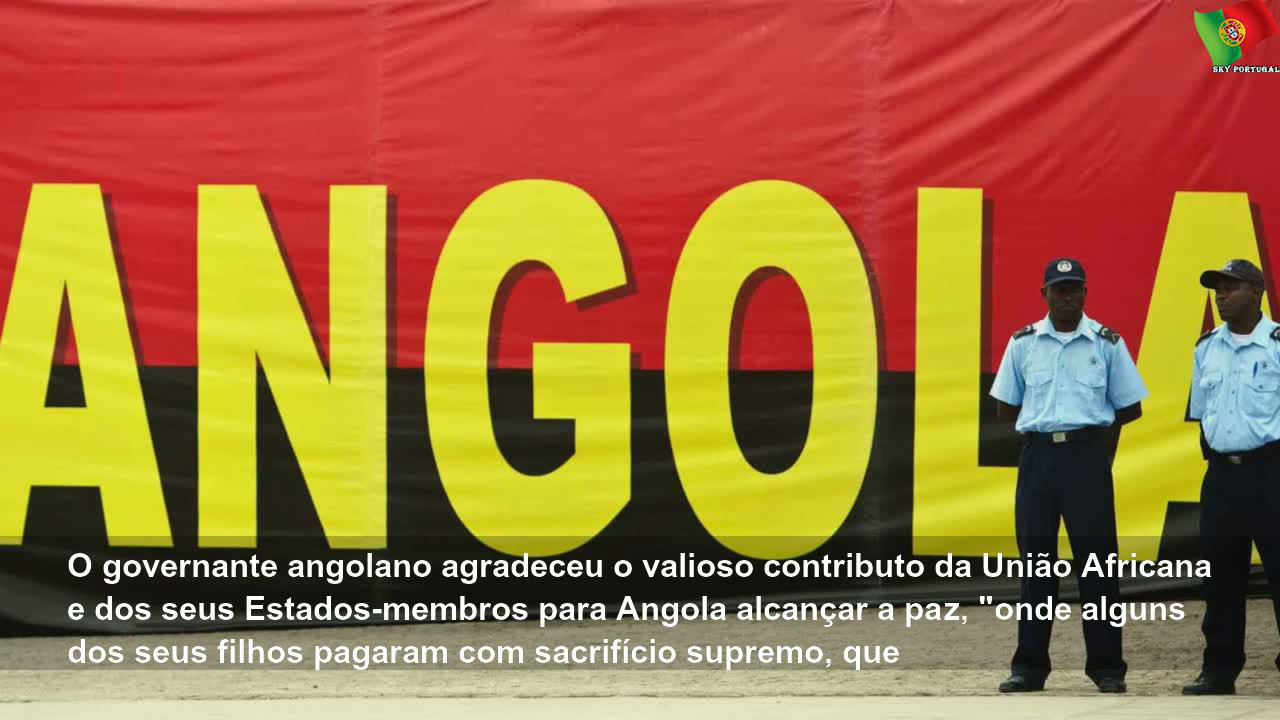 SKY PORTUGAL
ANGOLA
O governante angolano agradeceu o valioso contributo da União Africana
e dos seus Estados-membros para Angola alcançar a paz, "onde alguns
dos seus filhos pagaram com sacrifício supremo, que